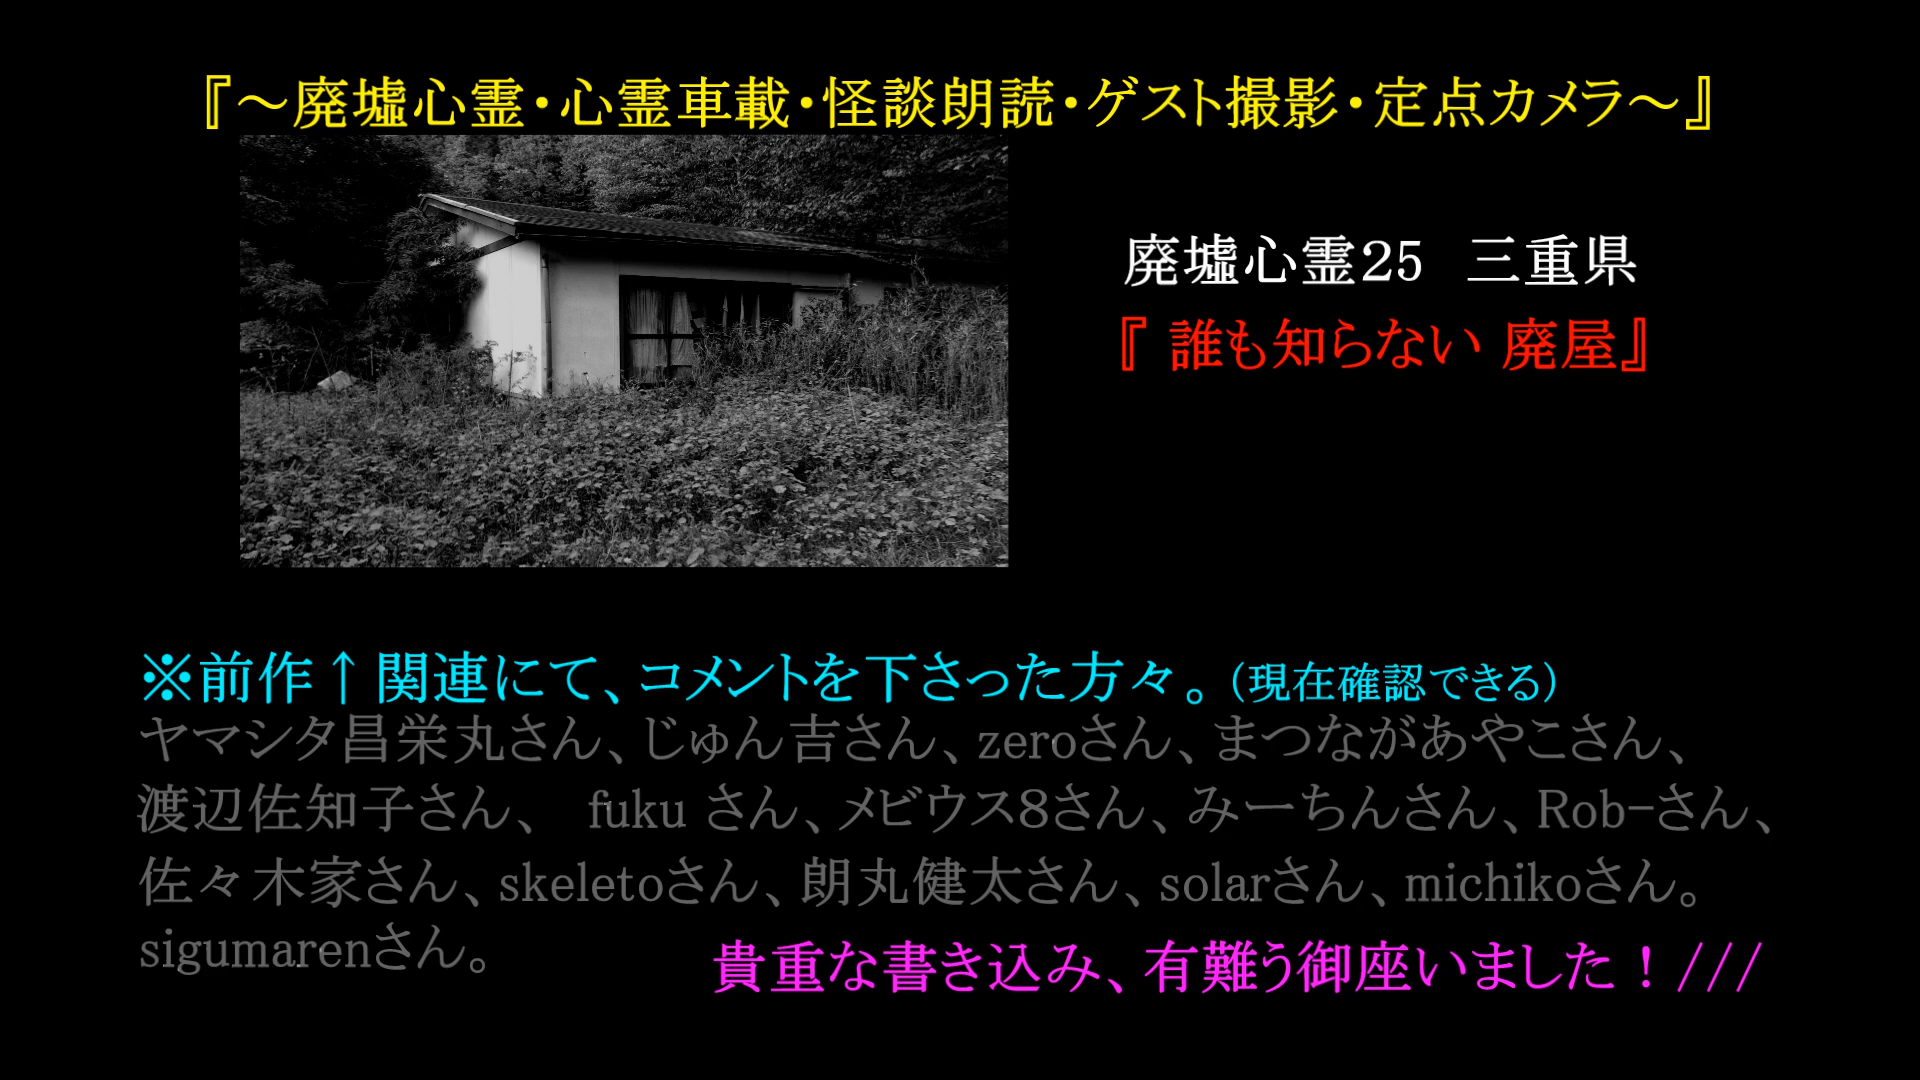 『～廃墟心霊・心霊車載・怪談朗読・ゲスト撮影・定点カメラ～』
廃墟心霊25　三重県
『 誰も知らない 廃屋』
※前作↑関連にて、コメントを下さった方々。（現在確認できる）
ヤマシタ昌栄丸さん、じゅん吉さん、zeroさん、まつながあやこさん、
渡辺佐知子さん、　fuku さん、メビウス8さん、みーちんさん、Rob-さん、
佐々木家さん、skeletoさん、朗丸健太さん、solarさん、michikoさん。
sigumarenさん。
貴重な書き込み、有難う御座いました！///